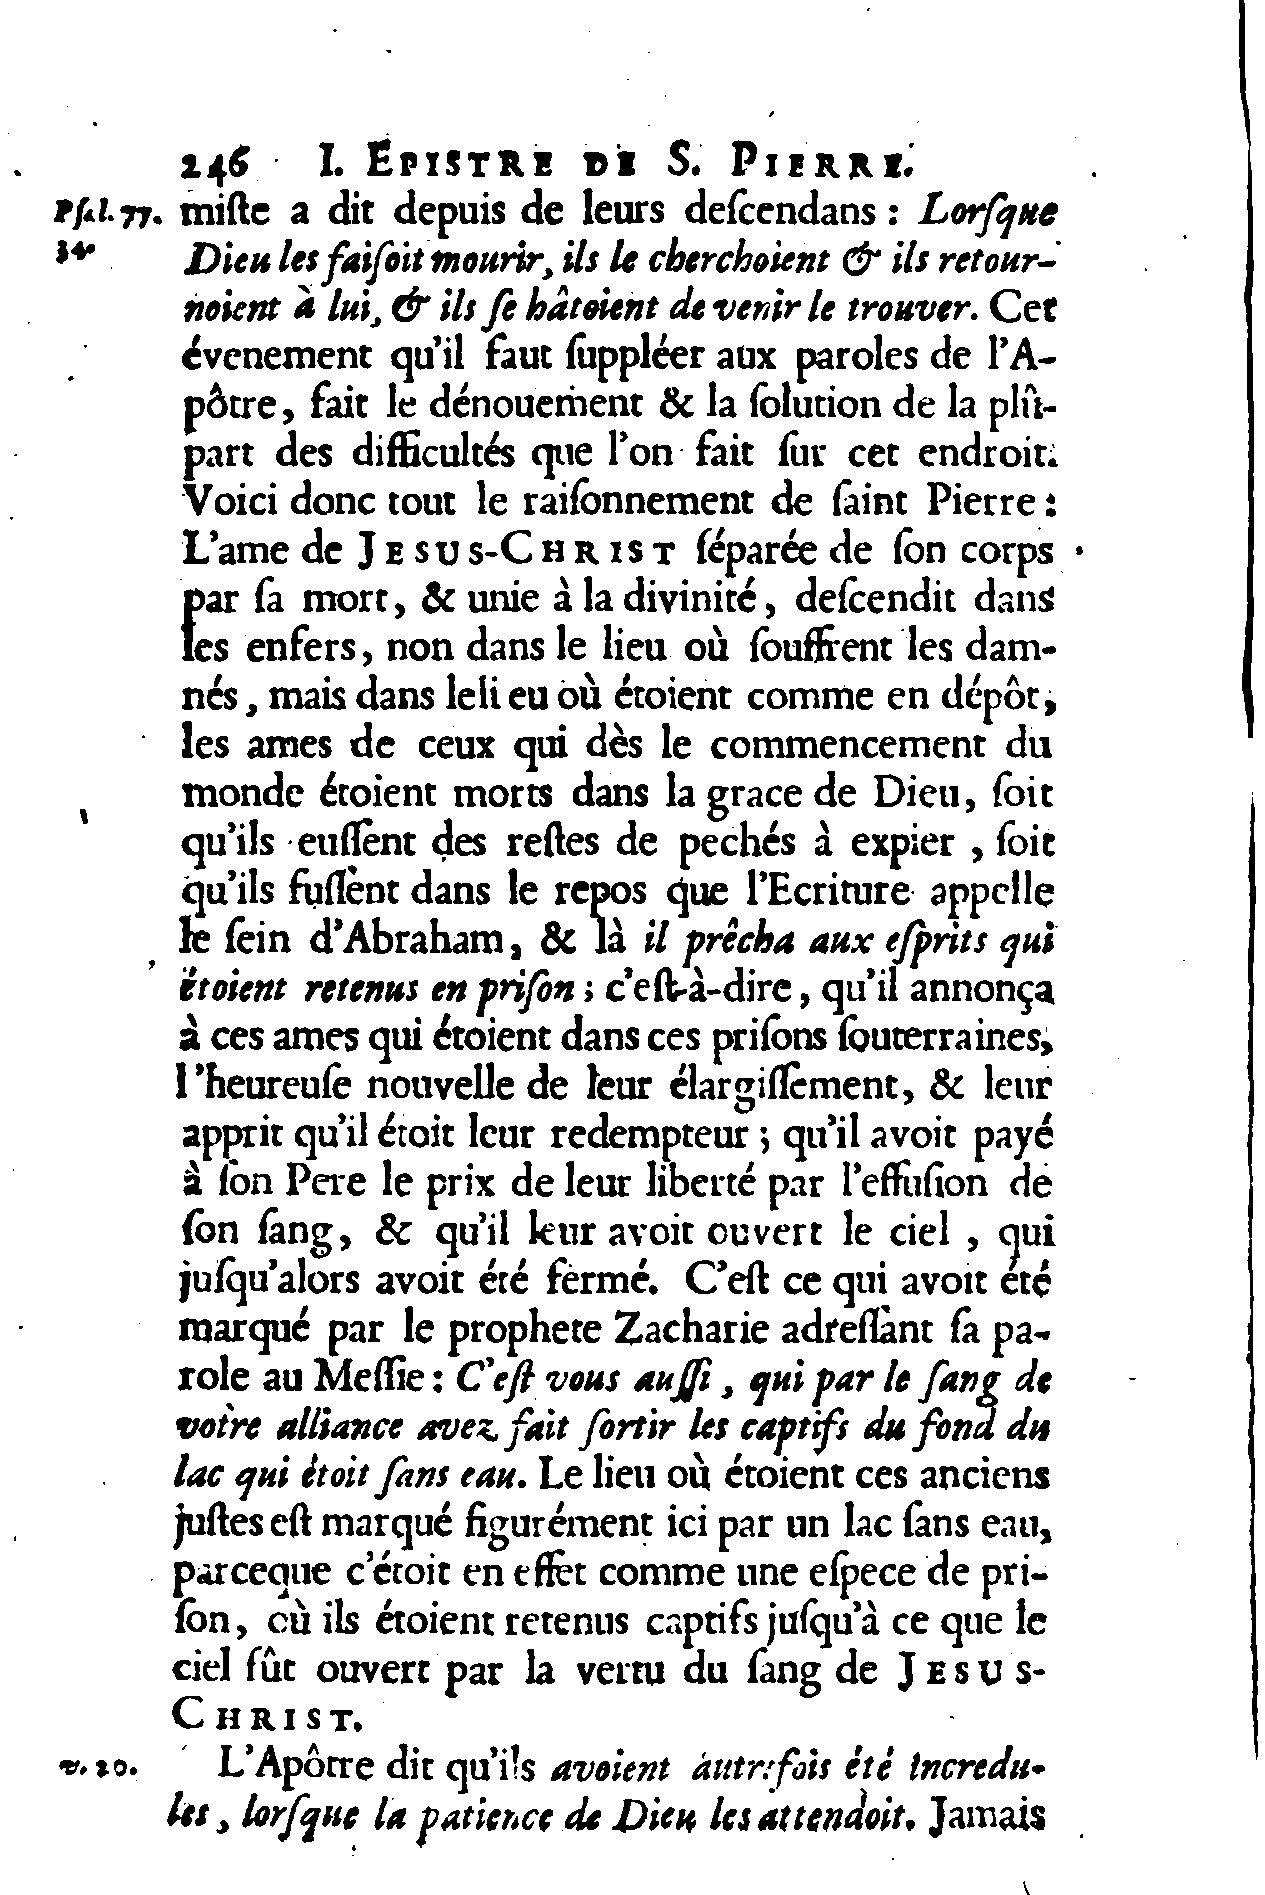 246 I. EPISTRE DE S. PIERRE.
Psal. 77. miſte a dit depuis de leurs deſcendans : Lorſque
34. Dieu les faiſoit mourir, ils le cherchoient & ils retour-
noient à lui, & ils ſe hâtoient de venir le trouver. Cet
évenement qu'il faut ſuppléer aux paroles de l'A-
pôtre, fait le dénouement & la ſolution de la plû-
part des difficultés que l'on fait ſur cet endroit.
Voici donc tout le raiſonnement de ſaint Pierre :
L'ame de JESUS-CHRIST ſéparée de ſon corps
par ſa mort, & unie à la divinité, deſcendit dans
les enfers, non dans le lieu où ſouffrent les dam-
nés, mais dans leli eu où étoient comme en dépôt,
les ames de ceux qui dès le commencement du
monde étoient morts dans la grace de Dieu, ſoit
qu'ils euſſent des reſtes de pechés à expier , ſoit
qu'ils fuſſent dans le repos que l'Ecriture appelle
le ſein d'Abraham, & là il prêcha aux eſprits qui
étoient retenus en priſon ; c'eſt-à-dire, qu'il annonça
à ces ames qui étoient dans ces priſons ſouterraines,
l'heureuſe nouvelle de leur élargiſſement, & leur
apprit qu'il étoit leur redempteur ; qu'il avoit payé
à ſon Pere le prix de leur liberté par l'effuſion de
ſon ſang, & qu'il leur avoit ouvert le ciel , qui
juſqu'alors avoit été fermé. C'eſt ce qui avoit été
marqué par le prophete Zacharie adreſſant ſa pa-
role au Meſſie : C'eſt vous auſſi , qui par le ſang de
votre alliance avez fait ſortir les captifs du fond du
lac qui étoit ſans eau. Le lieu où étoient ces anciens
juſtes eſt marqué figurément ici par un lac ſans eau,
parceque c'étoit en effet comme une eſpece de pri-
ſon, où ils étoient retenus captifs juſqu'à ce que le
ciel fût ouvert par la vertu du ſang de JESUS-
CHRIST.
v. 20. L'Apôtre dit qu'ils avoient autrefois été incredu-
les, lorſque la patience de Dieu les attendoit. Jamais